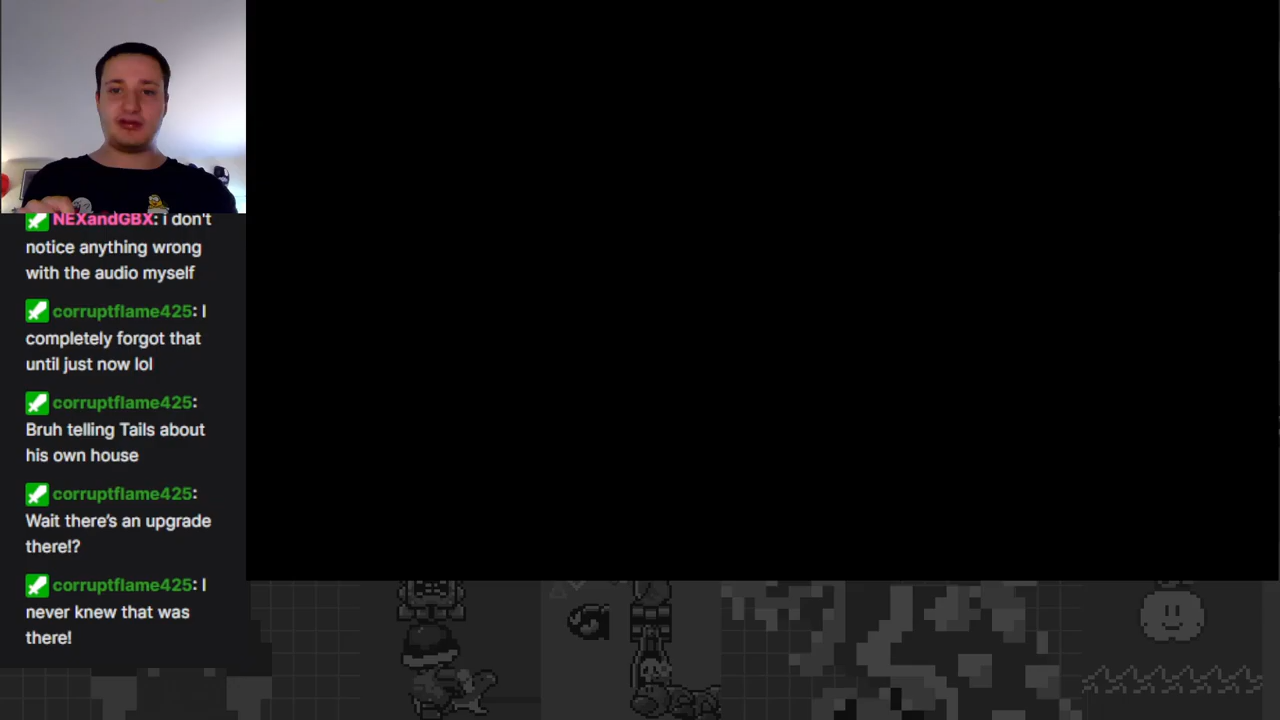 NEXandGBX: i don't
notice anything wrong
with the audio myself
corruptflame425: I
completely forgot that
until just now lol
corruptflame425:
Bruh telling Tails about
his own house
corruptflame425:
Wait there's an upgrade
there!?
corruptflame425: I
never knew that was
there!